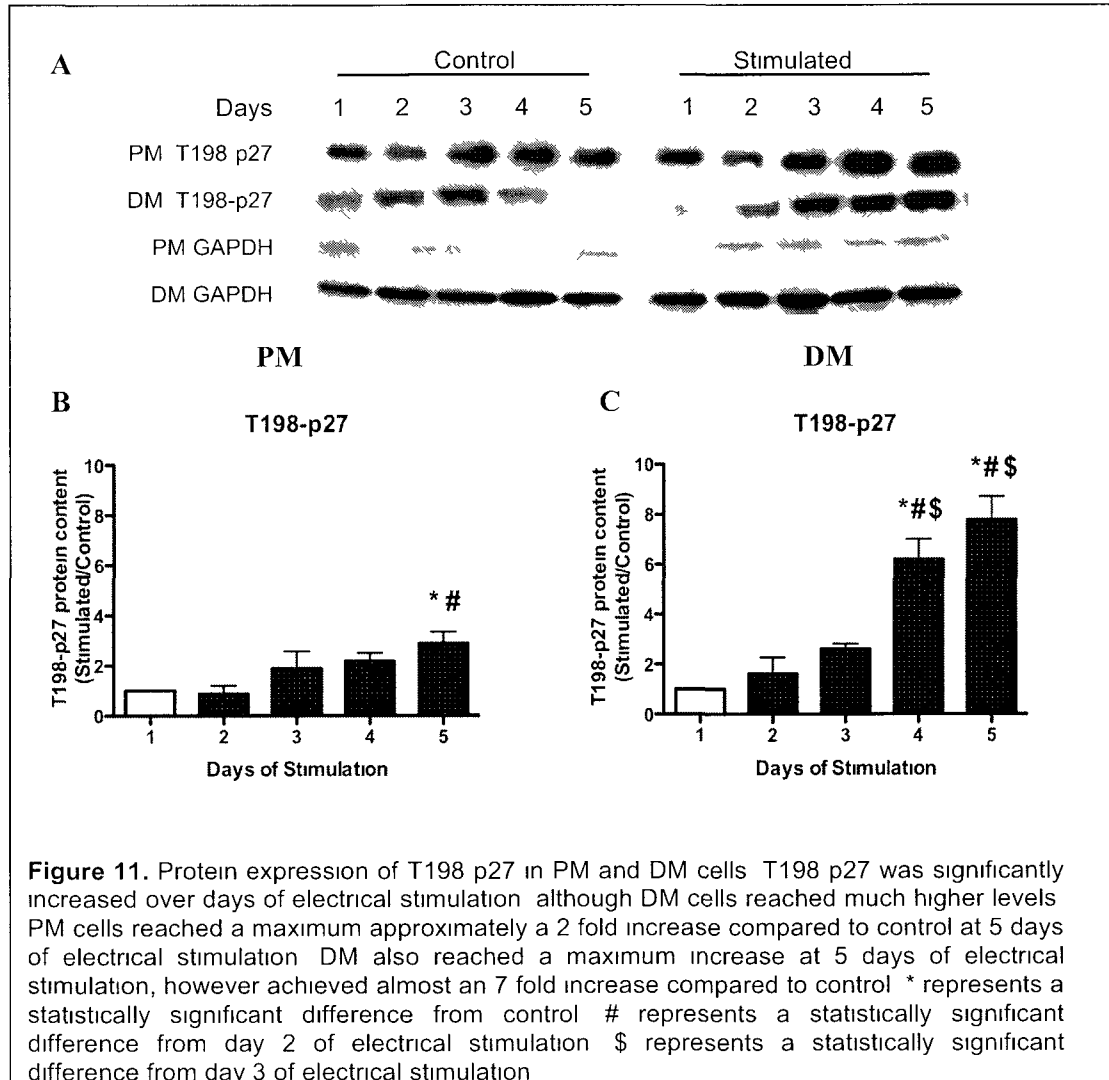 A
Control Stimulated
Days 1 2 3 4 5 1 2 3 4 5
PM T198 p27
DM T198-p27
PM GAPDH
DM GAPDH
PM DM
B
T198-p27
T198-p27 protein content
(Stimulated/Control)
10
8
6
4
2
0
* #
1 2 3 4 5
Days of Stimulation
C
T198-p27
T198-p27 protein content
(Stimulated/Control)
10
8
6
4
2
0
*#$
*#$
1 2 3 4 5
Days of Stimulation
Figure 11. Protein expression of T198 p27 in PM and DM cells T198 p27 was significantly
increased over days of electrical stimulation although DM cells reached much higher levels
PM cells reached a maximum approximately a 2 fold increase compared to control at 5 days
of electrical stimulation DM also reached a maximum increase at 5 days of electrical
stimulation, however achieved almost an 7 fold increase compared to control * represents a
statistically significant difference from control # represents a statistically significant
difference from day 2 of electrical stimulation $ represents a statistically significant
difference from day 3 of electrical stimulation